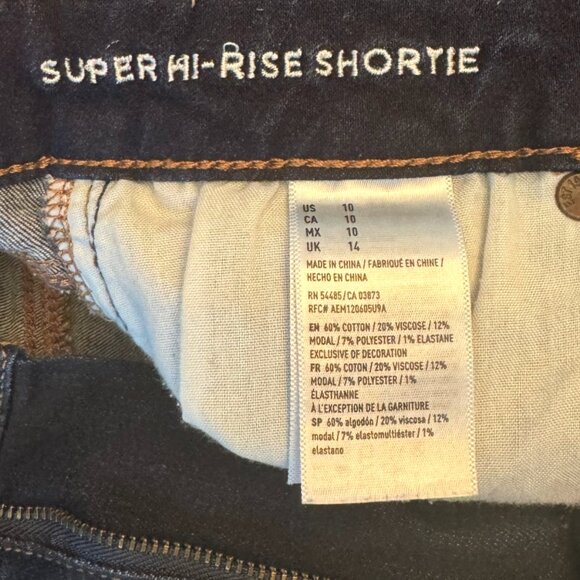 SUPER HI-RISE SHORTIE
US 10
CA 10
MX 10
UK 14
MADE IN CHINA / FABRIQUÉ EN CHINE /
HECHO EN CHINA
RN 54485/CA 03873
RFC# AEM120605U9A
EN 60% COTTON / 20% VISCOSE / 12%
MODAL / 7% POLYESTER / 1% ELASTANE
EXCLUSIVE OF DECORATION
FR 60% COTON / 20% VISCOSE / 12%
MODAL / 7% POLYESTER / 1%
ÉLASTHANNE
À L'EXCEPTION DE LA GARNITURE
SP 60% algodón / 20% viscosa / 12%
modal / 7% elastomultiéster / 1%
elastano